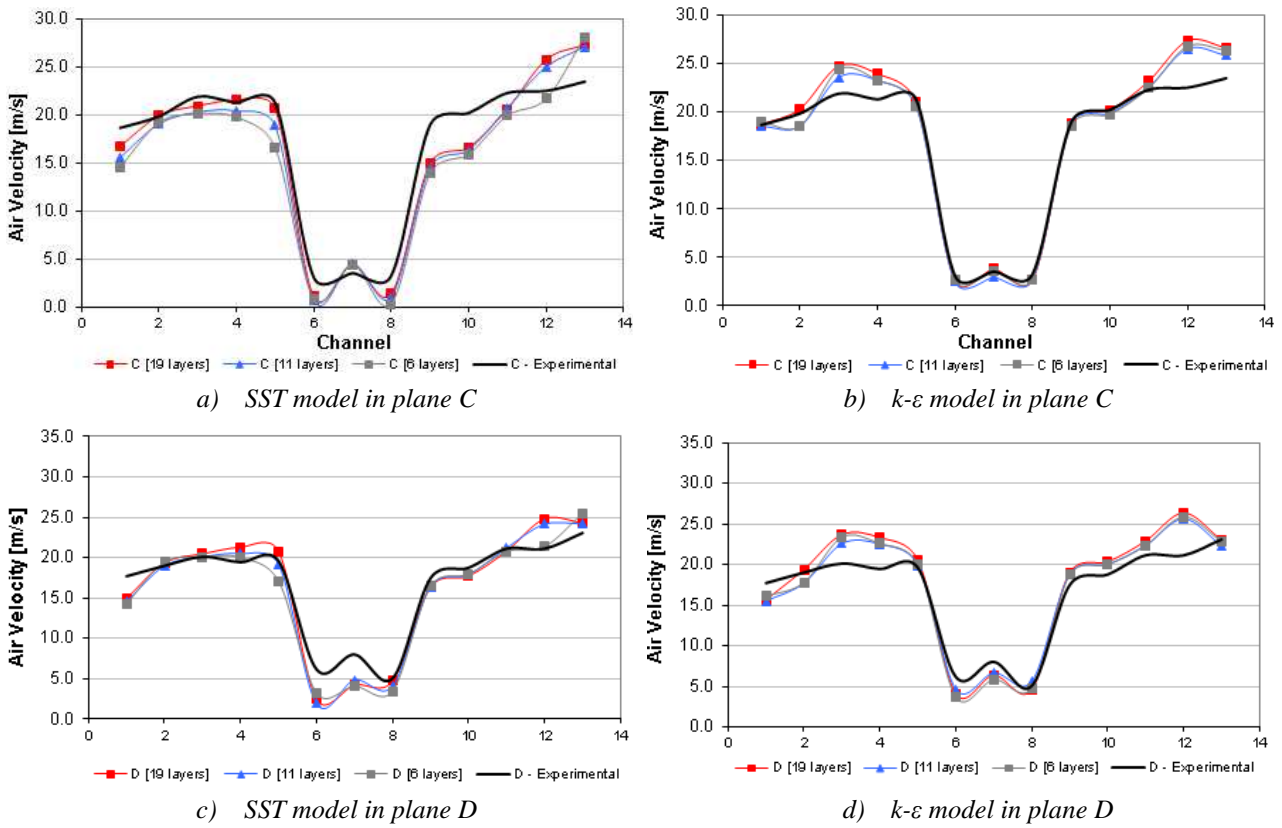 30.0
25.0
20.0
15.0
10.0
5.0
0.0
Air Velocity [m/s]
0 2 4 6 8 10 12 14
Channel
C [19 layers] C [11 layers] C [6 layers] C - Experimental
a) SST model in plane C
30.0
25.0
20.0
15.0
10.0
5.0
0.0
Air Velocity [m/s]
0 2 4 6 8 10 12 14
Channel
C [19 layers] C [11 layers] C [6 layers] C - Experimental
b) k-ε model in plane C
35.0
30.0
25.0
20.0
15.0
10.0
5.0
0.0
Air Velocity [m/s]
0 2 4 6 8 10 12 14
D [19 layers] D [11 layers] D [6 layers] D - Experimental
c) SST model in plane D
35.0
30.0
25.0
20.0
15.0
10.0
5.0
0.0
Air Velocity [m/s]
0 2 4 6 8 10 12 14
D [19 layers] D [11 layers] D [6 layers] D - Experimental
d) k-ε model in plane D